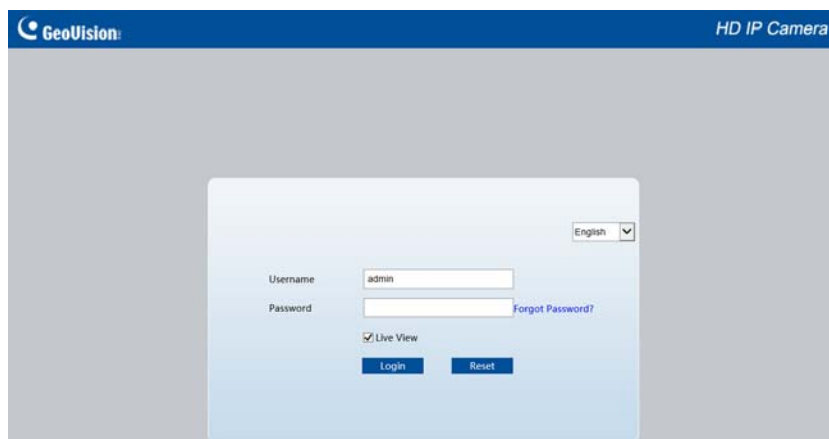 GeoVision
HD IP Camera
English
Username
admin
Password
Forgot Password?
Live View
Login
Reset